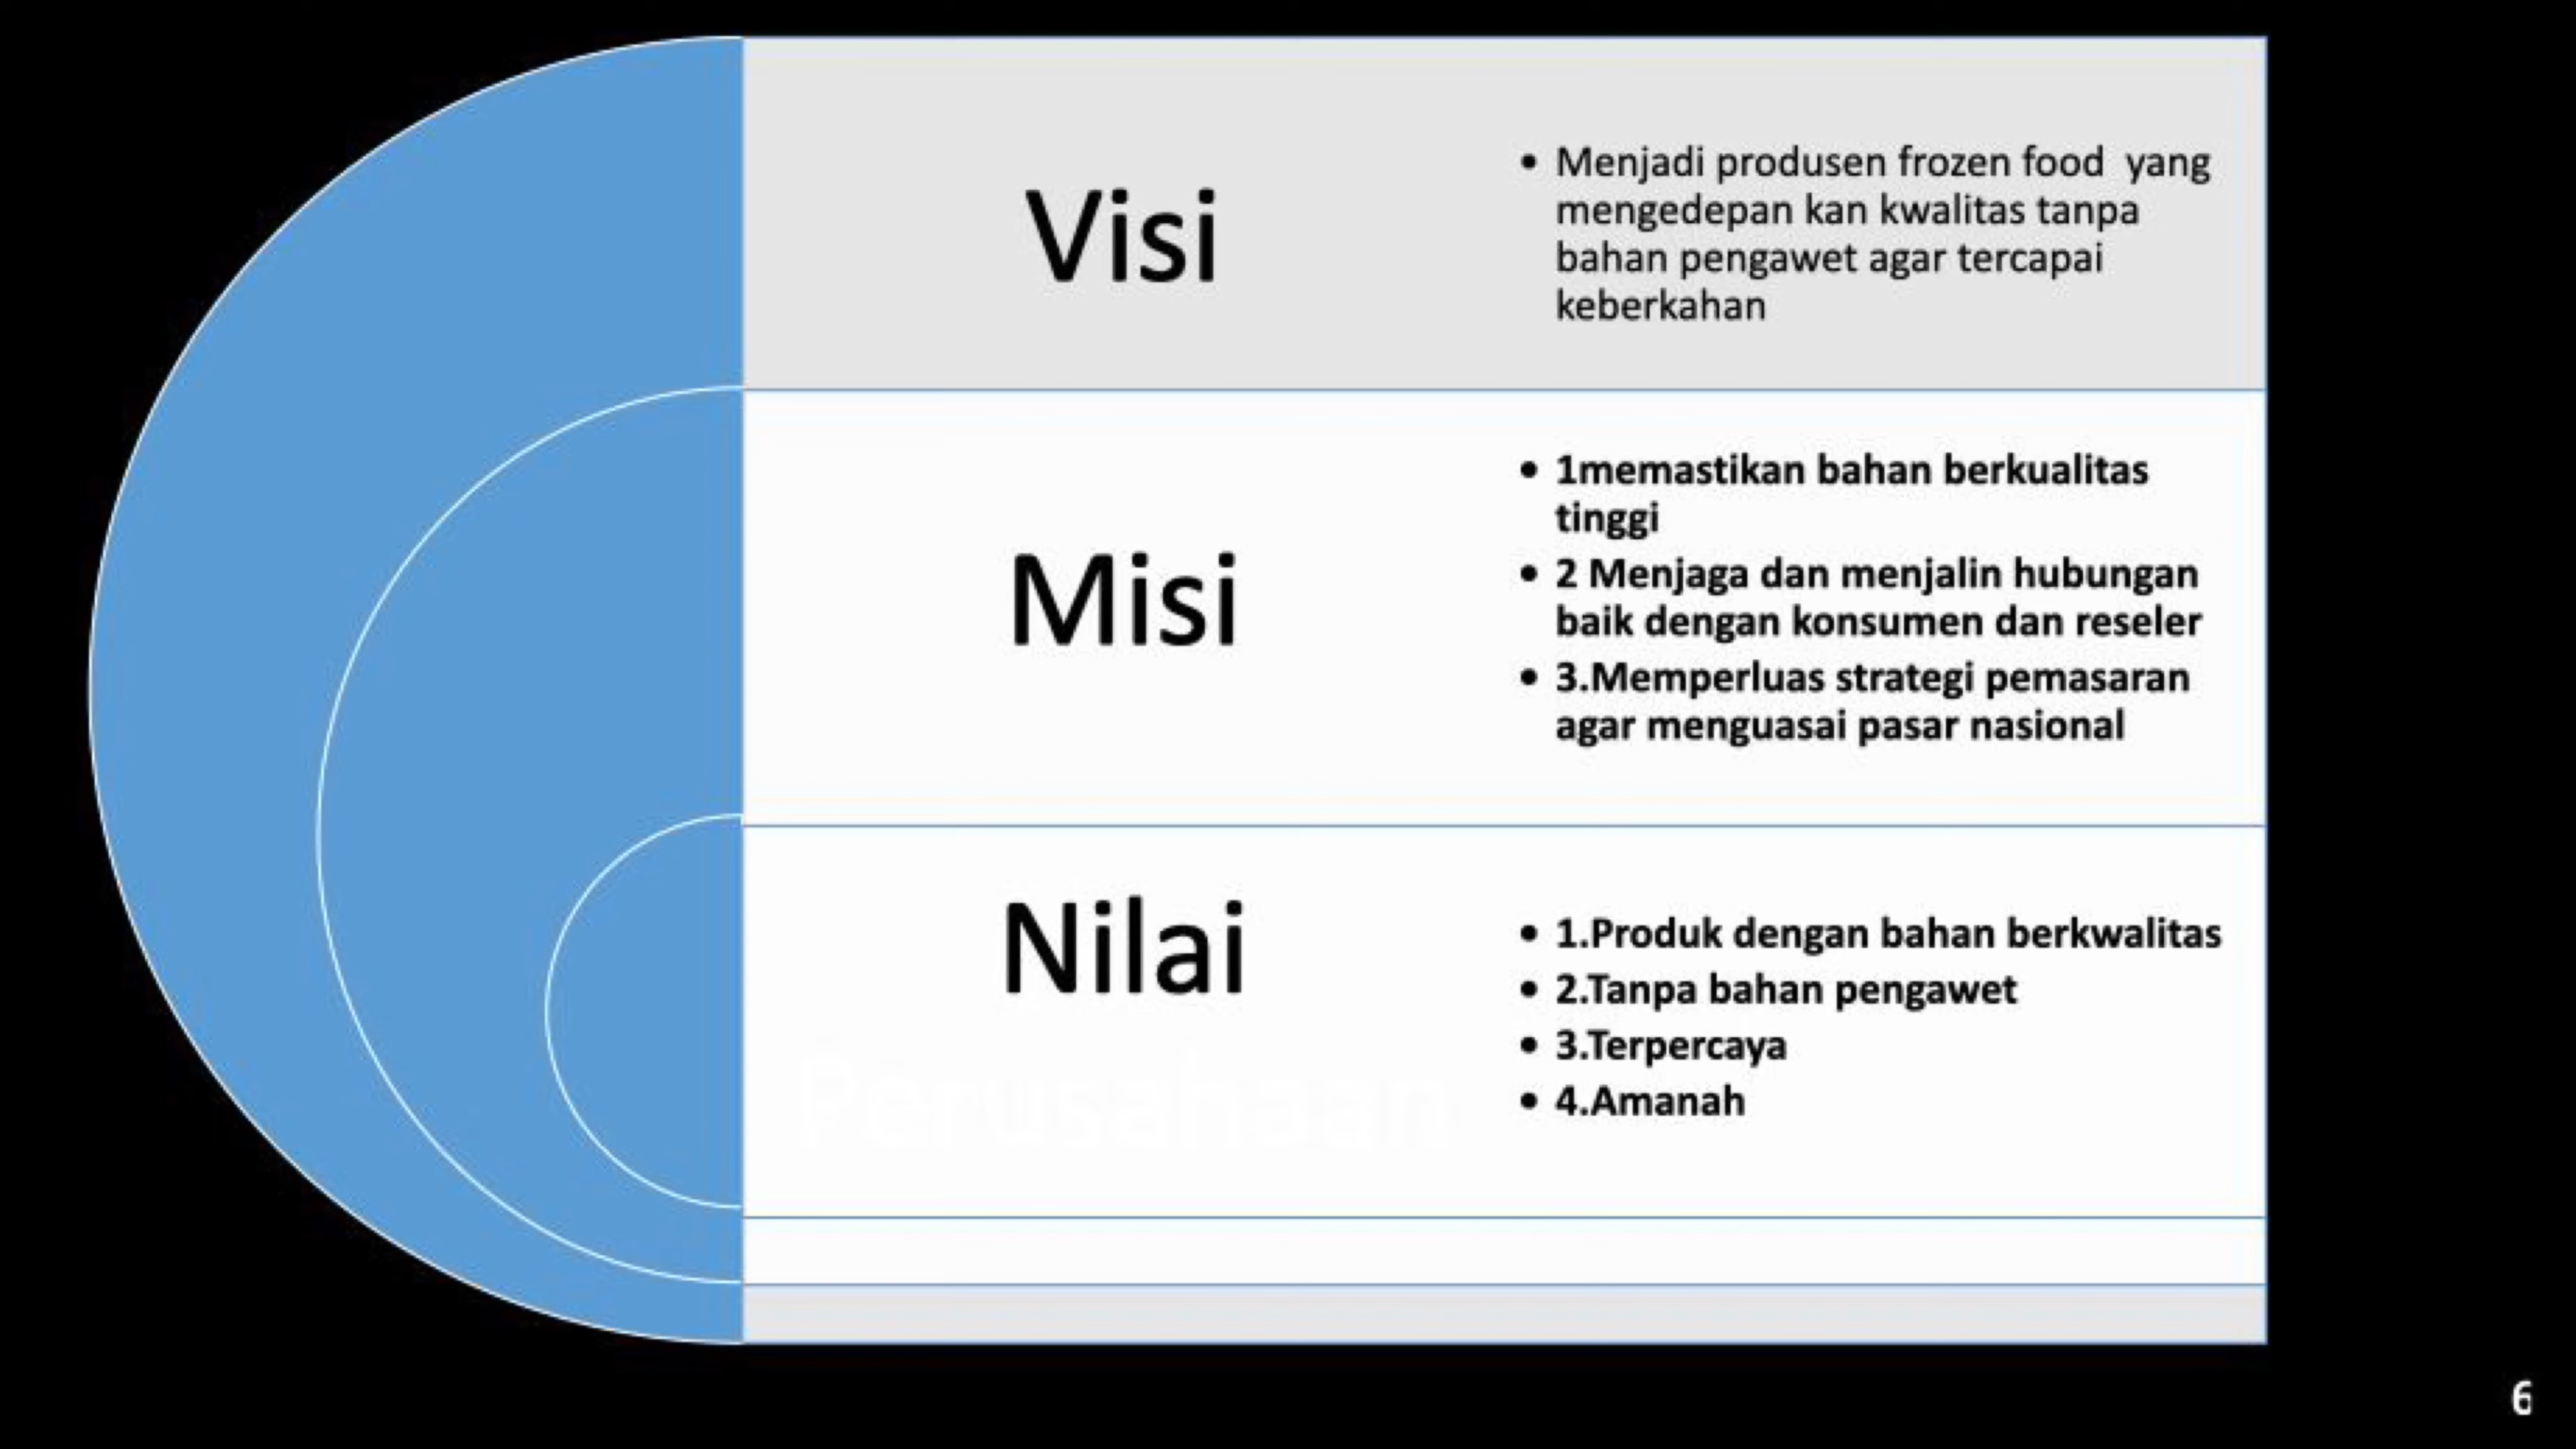 Visi
• Menjadi produsen frozen food  yang
mengedepan kan kwalitas tanpa
bahan pengawet agar tercapai
keberkahan
Misi
• 1memastikan bahan berkualitas
tinggi
• 2 Menjaga dan menjalin hubungan
baik dengan konsumen dan reseler
• 3.Memperluas strategi pemasaran
agar menguasai pasar nasional
Nilai
Perusahaan
• 1.Produk dengan bahan berkwalitas
• 2.Tanpa bahan pengawet
• 3.Terpercaya
• 4.Amanah
6